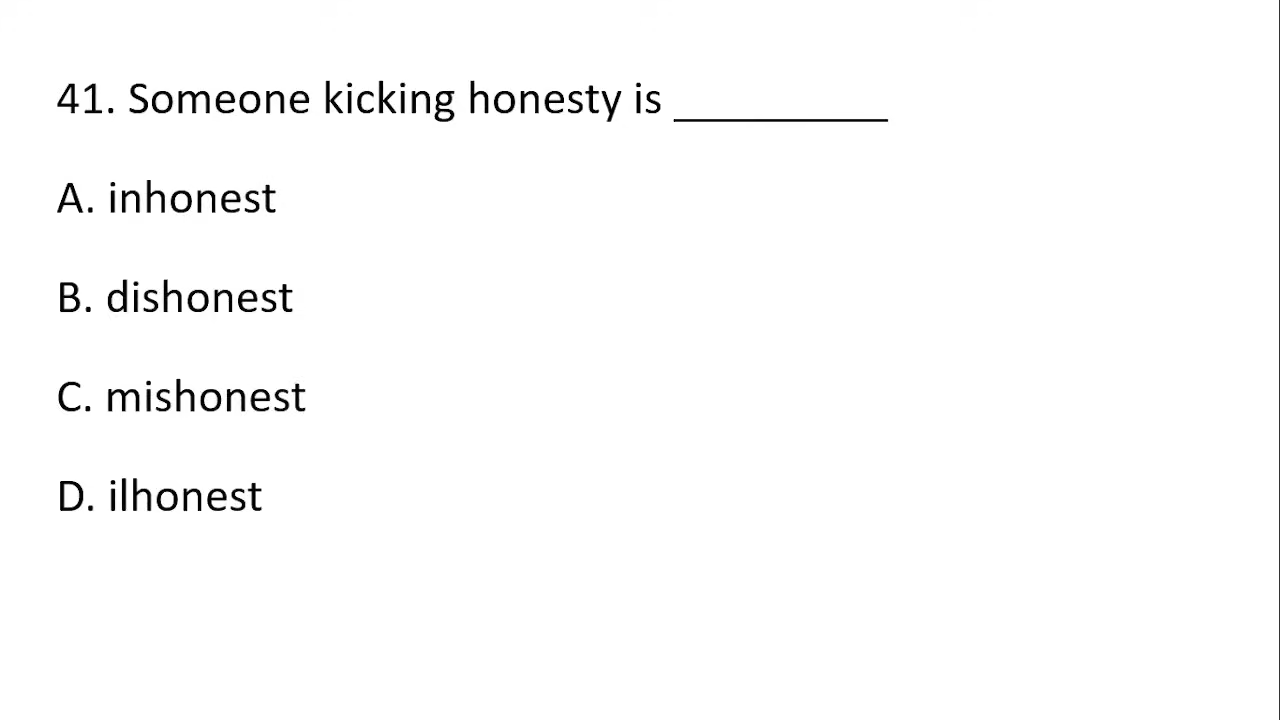 41. Someone kicking honesty is __________
A. inhonest
B. dishonest
C. mishonest
D. ilhonest